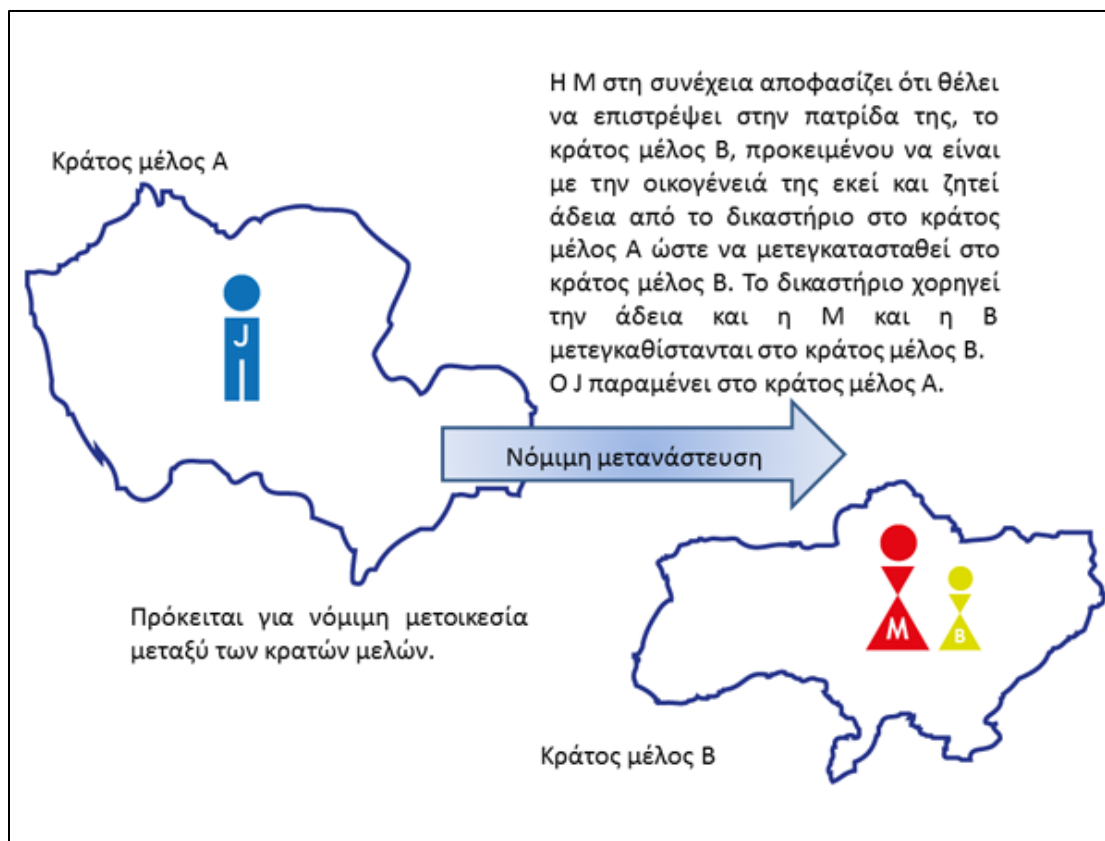 Κράτος μέλος Α
Η Μ στη συνέχεια αποφασίζει ότι θέλει
να επιστρέψει στην πατρίδα της, το
κράτος μέλος Β, προκειμένου να είναι
με την οικογένειά της εκεί και ζητεί
άδεια από το δικαστήριο στο κράτος
μέλος Α ώστε να μετεγκατασταθεί στο
κράτος μέλος Β. Το δικαστήριο χορηγεί
την άδεια και η Μ και η Β
μετεγκαθίστανται στο κράτος μέλος Β.
Ο J παραμένει στο κράτος μέλος Α.
J
Νόμιμη μετανάστευση
Πρόκειται για νόμιμη μετοικεσία
μεταξύ των κρατών μελών.
M
B
Κράτος μέλος Β